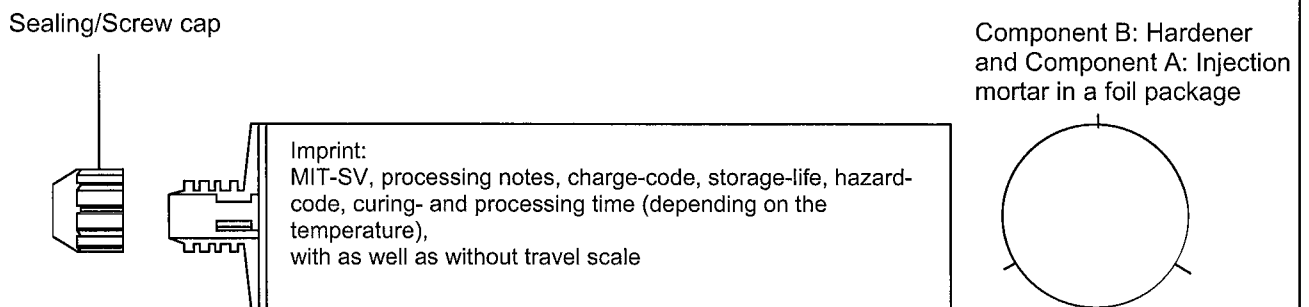 Sealing/Screw cap
Component B: Hardener
and Component A: Injection
mortar in a foil package
Imprint:
MIT-SV, processing notes, charge-code, storage-life, hazard-
code, curing- and processing time (depending on the
temperature),
with as well as without travel scale